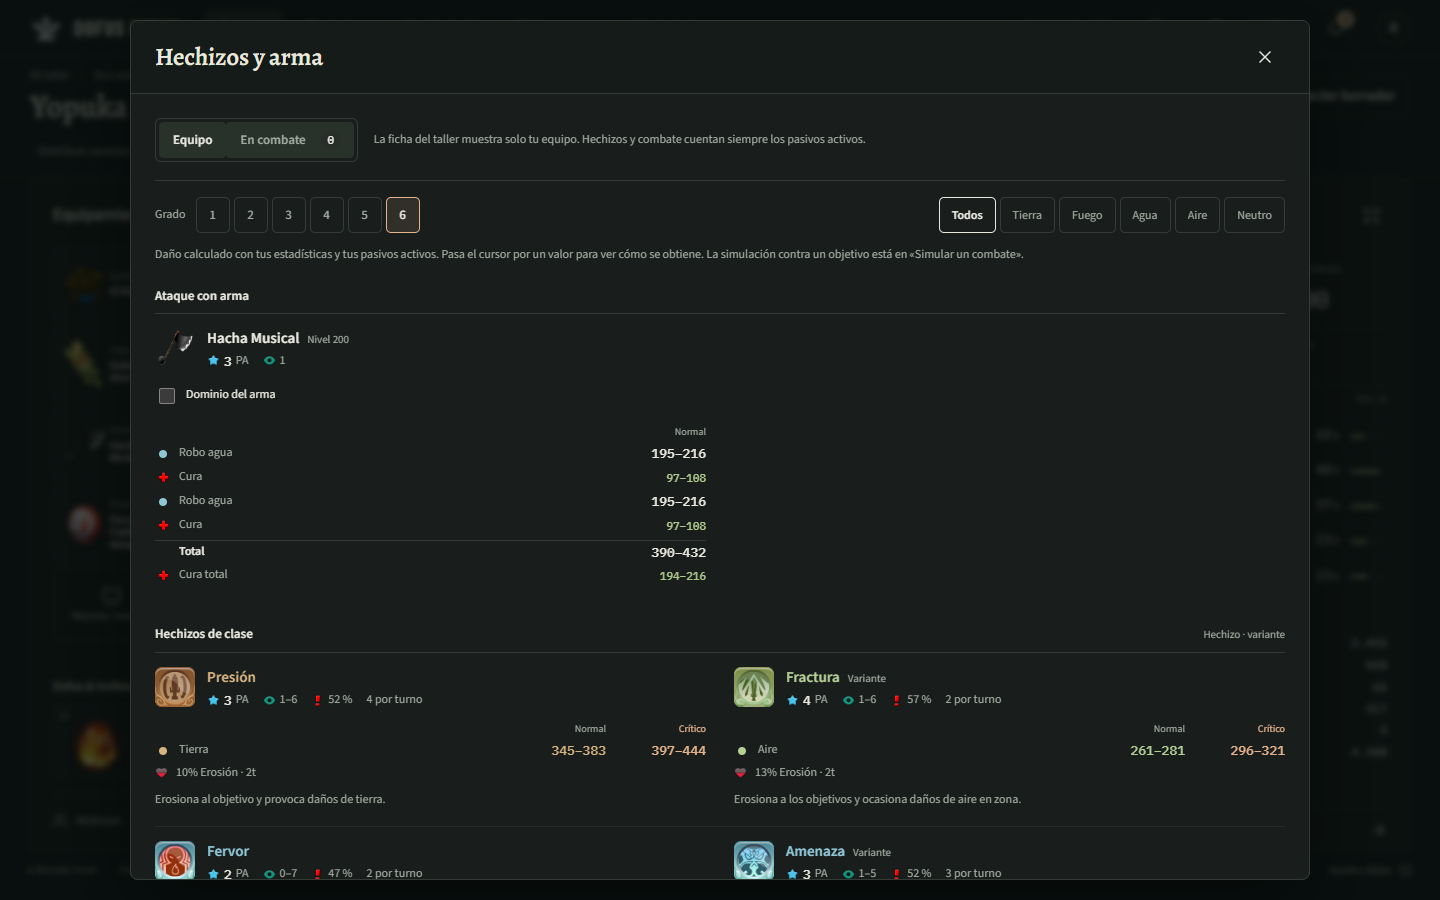 DOFUS
Yopuka
Hechizos y arma
Equipo
En combate 0
La ficha del taller muestra solo tu equipo. Hechizos y combate cuentan siempre los pasivos activos.
Grado 1 2 3 4 5 6
Todos Tierra Fuego Agua Aire Neutro
Daño calculado con tus estadísticas y tus pasivos activos. Pasa el cursor por un valor para ver cómo se obtiene. La simulación contra un objetivo está en «Simular un combate».
Ataque con arma
Hacha Musical Nivel 200
3 PA 1
Dominio del arma
Normal
Robo agua 195–216
Cura 97–108
Robo agua 195–216
Cura 97–108
Total 390–432
Cura total 194–216
Hechizos de clase
Hechizo · variante
Presión
3 PA 1–6 52 % 4 por turno
Normal Crítico
Tierra 345–383 397–444
10% Erosión · 2t
Erosiona al objetivo y provoca daños de tierra.
Fractura Variante
4 PA 1–6 57 % 2 por turno
Normal Crítico
Aire 261–281 296–321
13% Erosión · 2t
Erosiona a los objetivos y ocasiona daños de aire en zona.
Fervor
2 PA 0–7 47 % 2 por turno
Amenaza Variante
3 PA 1–5 52 % 3 por turno